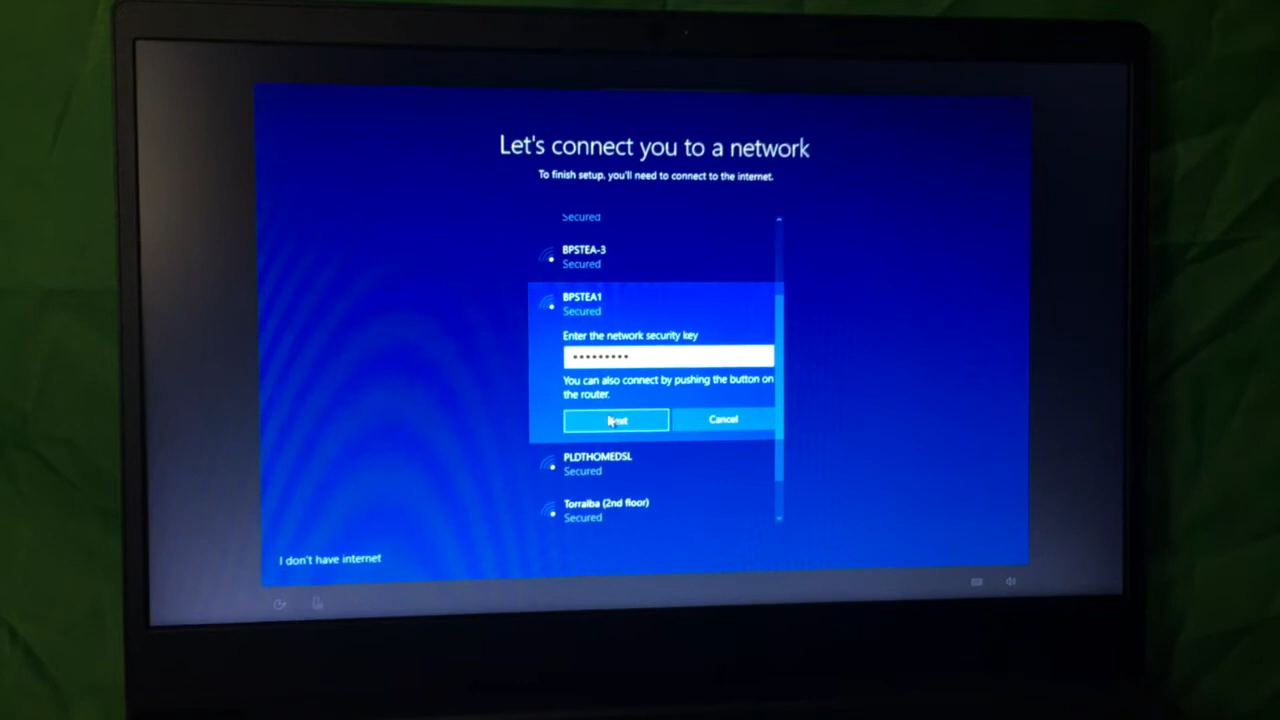 Let's connect you to a network
To finish setup, you'll need to connect to the internet.
Secured
BPSTEA-3
Secured
BPSTEA1
Secured
Enter the network security key
•••••••••
You can also connect by pushing the button on
the router.
Cancel
PLDTHOMEDSL
Secured
Torralba (2nd floor)
Secured
I don't have internet